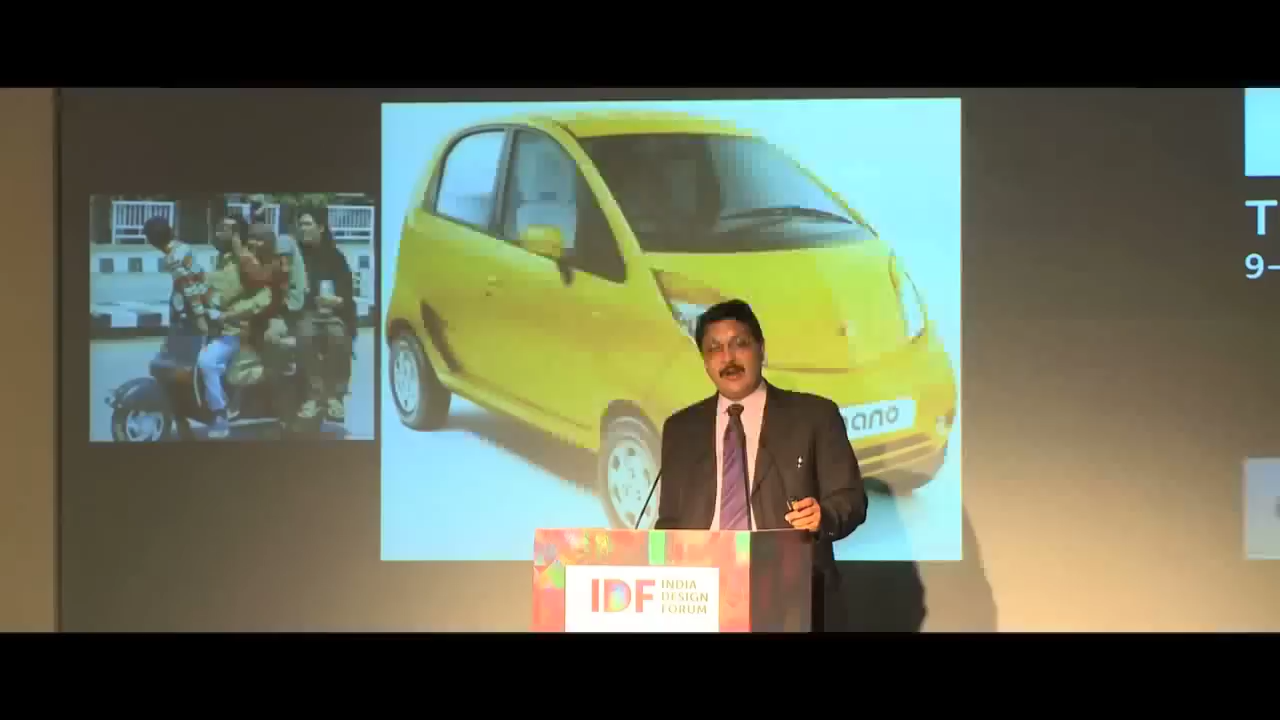 T
9-
nano
IDF INDIA
DESIGN
FORUM